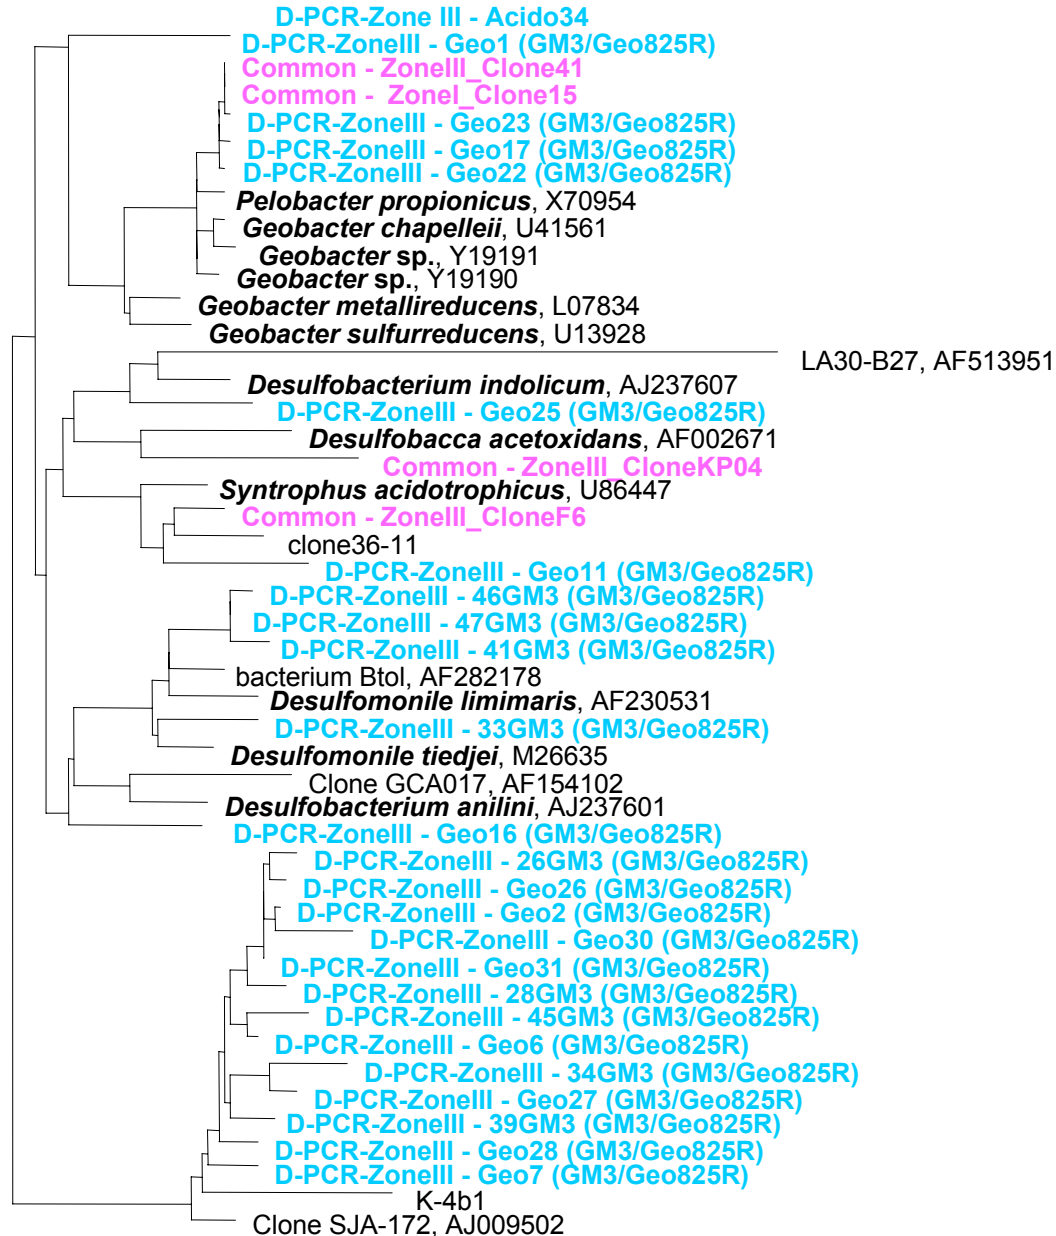 D-PCR-Zone III - Acido34
D-PCR-ZoneIII - Geo1 (GM3/Geo825R)
Common - ZoneIII_Clone41
Common - ZoneI_Clone15
D-PCR-ZoneIII - Geo23 (GM3/Geo825R)
D-PCR-ZoneIII - Geo17 (GM3/Geo825R)
D-PCR-ZoneIII - Geo22 (GM3/Geo825R)
Pelobacter propionicus, X70954
Geobacter chapelleii, U41561
Geobacter sp., Y19191
Geobacter sp., Y19190
Geobacter metallireducens, L07834
Geobacter sulfurreducens, U13928
LA30-B27, AF513951
Desulfobacterium indolicum, AJ237607
D-PCR-ZoneIII - Geo25 (GM3/Geo825R)
Desulfobacca acetoxidans, AF002671
Common - ZoneIII_CloneKP04
Syntrophus acidotrophicus, U86447
Common - ZoneIII_CloneF6
clone36-11
D-PCR-ZoneIII - Geo11 (GM3/Geo825R)
D-PCR-ZoneIII - 46GM3 (GM3/Geo825R)
D-PCR-ZoneIII - 47GM3 (GM3/Geo825R)
D-PCR-ZoneIII - 41GM3 (GM3/Geo825R)
bacterium Btol, AF282178
Desulfomonile limimaris, AF230531
D-PCR-ZoneIII - 33GM3 (GM3/Geo825R)
Desulfomonile tiedjei, M26635
Clone GCA017, AF154102
Desulfobacterium anilini, AJ237601
D-PCR-ZoneIII - Geo16 (GM3/Geo825R)
D-PCR-ZoneIII - 26GM3 (GM3/Geo825R)
D-PCR-ZoneIII - Geo26 (GM3/Geo825R)
D-PCR-ZoneIII - Geo2 (GM3/Geo825R)
D-PCR-ZoneIII - Geo30 (GM3/Geo825R)
D-PCR-ZoneIII - Geo31 (GM3/Geo825R)
D-PCR-ZoneIII - 28GM3 (GM3/Geo825R)
D-PCR-ZoneIII - 45GM3 (GM3/Geo825R)
D-PCR-ZoneIII - Geo6 (GM3/Geo825R)
D-PCR-ZoneIII - 34GM3 (GM3/Geo825R)
D-PCR-ZoneIII - Geo27 (GM3/Geo825R)
D-PCR-ZoneIII - 39GM3 (GM3/Geo825R)
D-PCR-ZoneIII - Geo28 (GM3/Geo825R)
D-PCR-ZoneIII - Geo7 (GM3/Geo825R)
K-4b1
Clone SJA-172, AJ009502